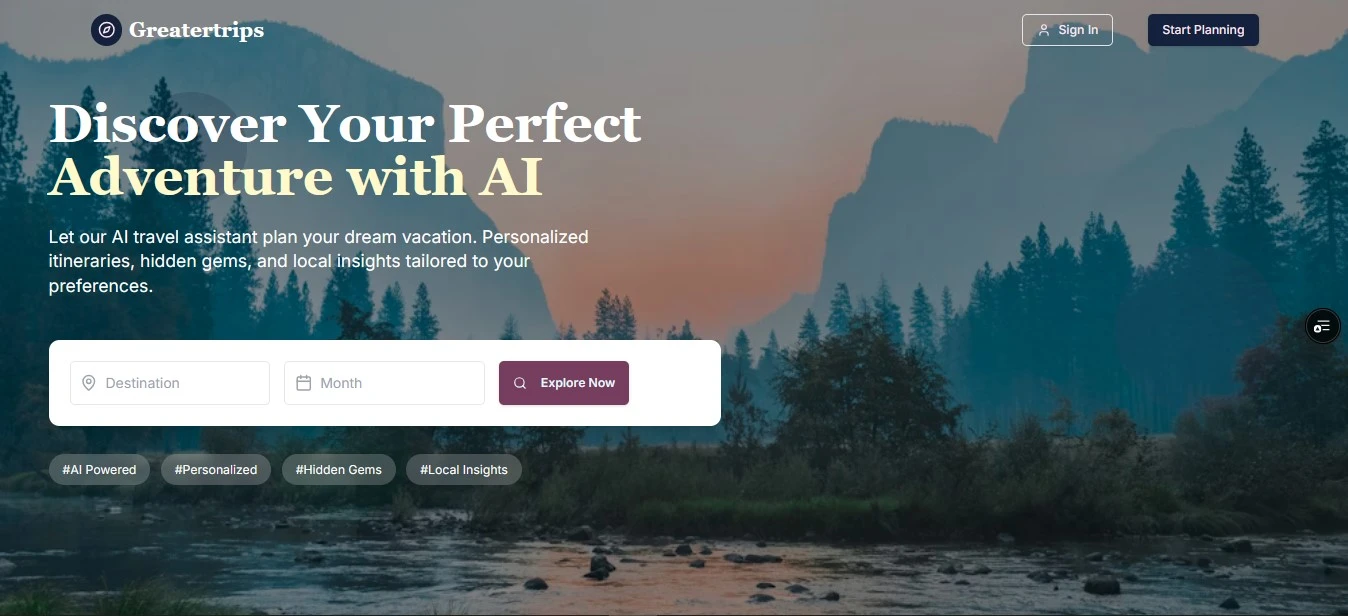 Greatertrips
Sign In
Start Planning
Discover Your Perfect
Adventure with AI
Let our AI travel assistant plan your dream vacation. Personalized
itineraries, hidden gems, and local insights tailored to your
preferences.
Destination
Month
Explore Now
#AI Powered
#Personalized
#Hidden Gems
#Local Insights